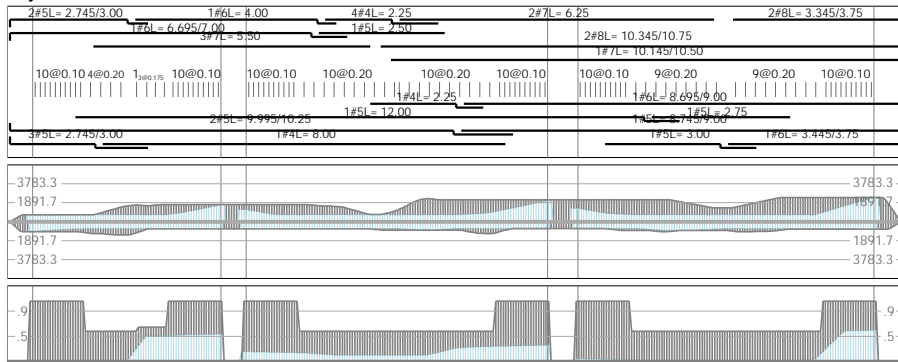 2#5L= 2.745/3.00 1#6L= 4.00 4#4L= 2.25 2#7L= 6.25 2#8L= 3.345/3.75
1#6L= 6.695/7.00 1#5L= 2.50
3#7L= 5.50 2#8L= 10.345/10.75
1#7L= 10.145/10.50
10@0.10 4@0.20 1 3@0.175 10@0.10 10@0.10 10@0.20 10@0.20 10@0.10 10@0.10 9@0.20 9@0.20 10@0.10
1#4L= 2.25 1#6L= 8.695/9.00
1#5L= 12.00 1#5L= 2.75
2#5L= 9.995/10.25 1#5L= 8.745/9.00
3#5L= 2.745/3.00 1#4L= 8.00 1#5L= 3.00 1#6L= 3.445/3.75
3783.3 3783.3
1891.7 1891.7
1891.7 1891.7
3783.3 3783.3
.9 .9
.5 .5